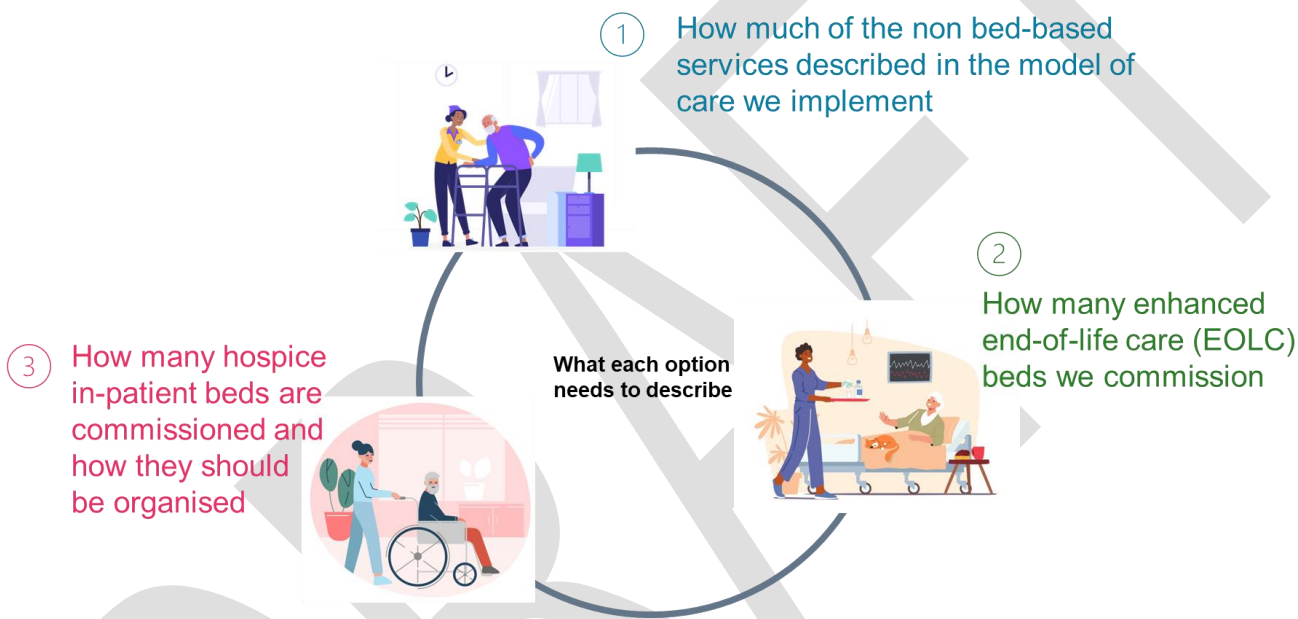 1
How much of the non bed-based
services described in the model of
care we implement
2
How many enhanced
end-of-life care (EOLC)
beds we commission
What each option
needs to describe
3
How many hospice
in-patient beds are
commissioned and
how they should
be organised